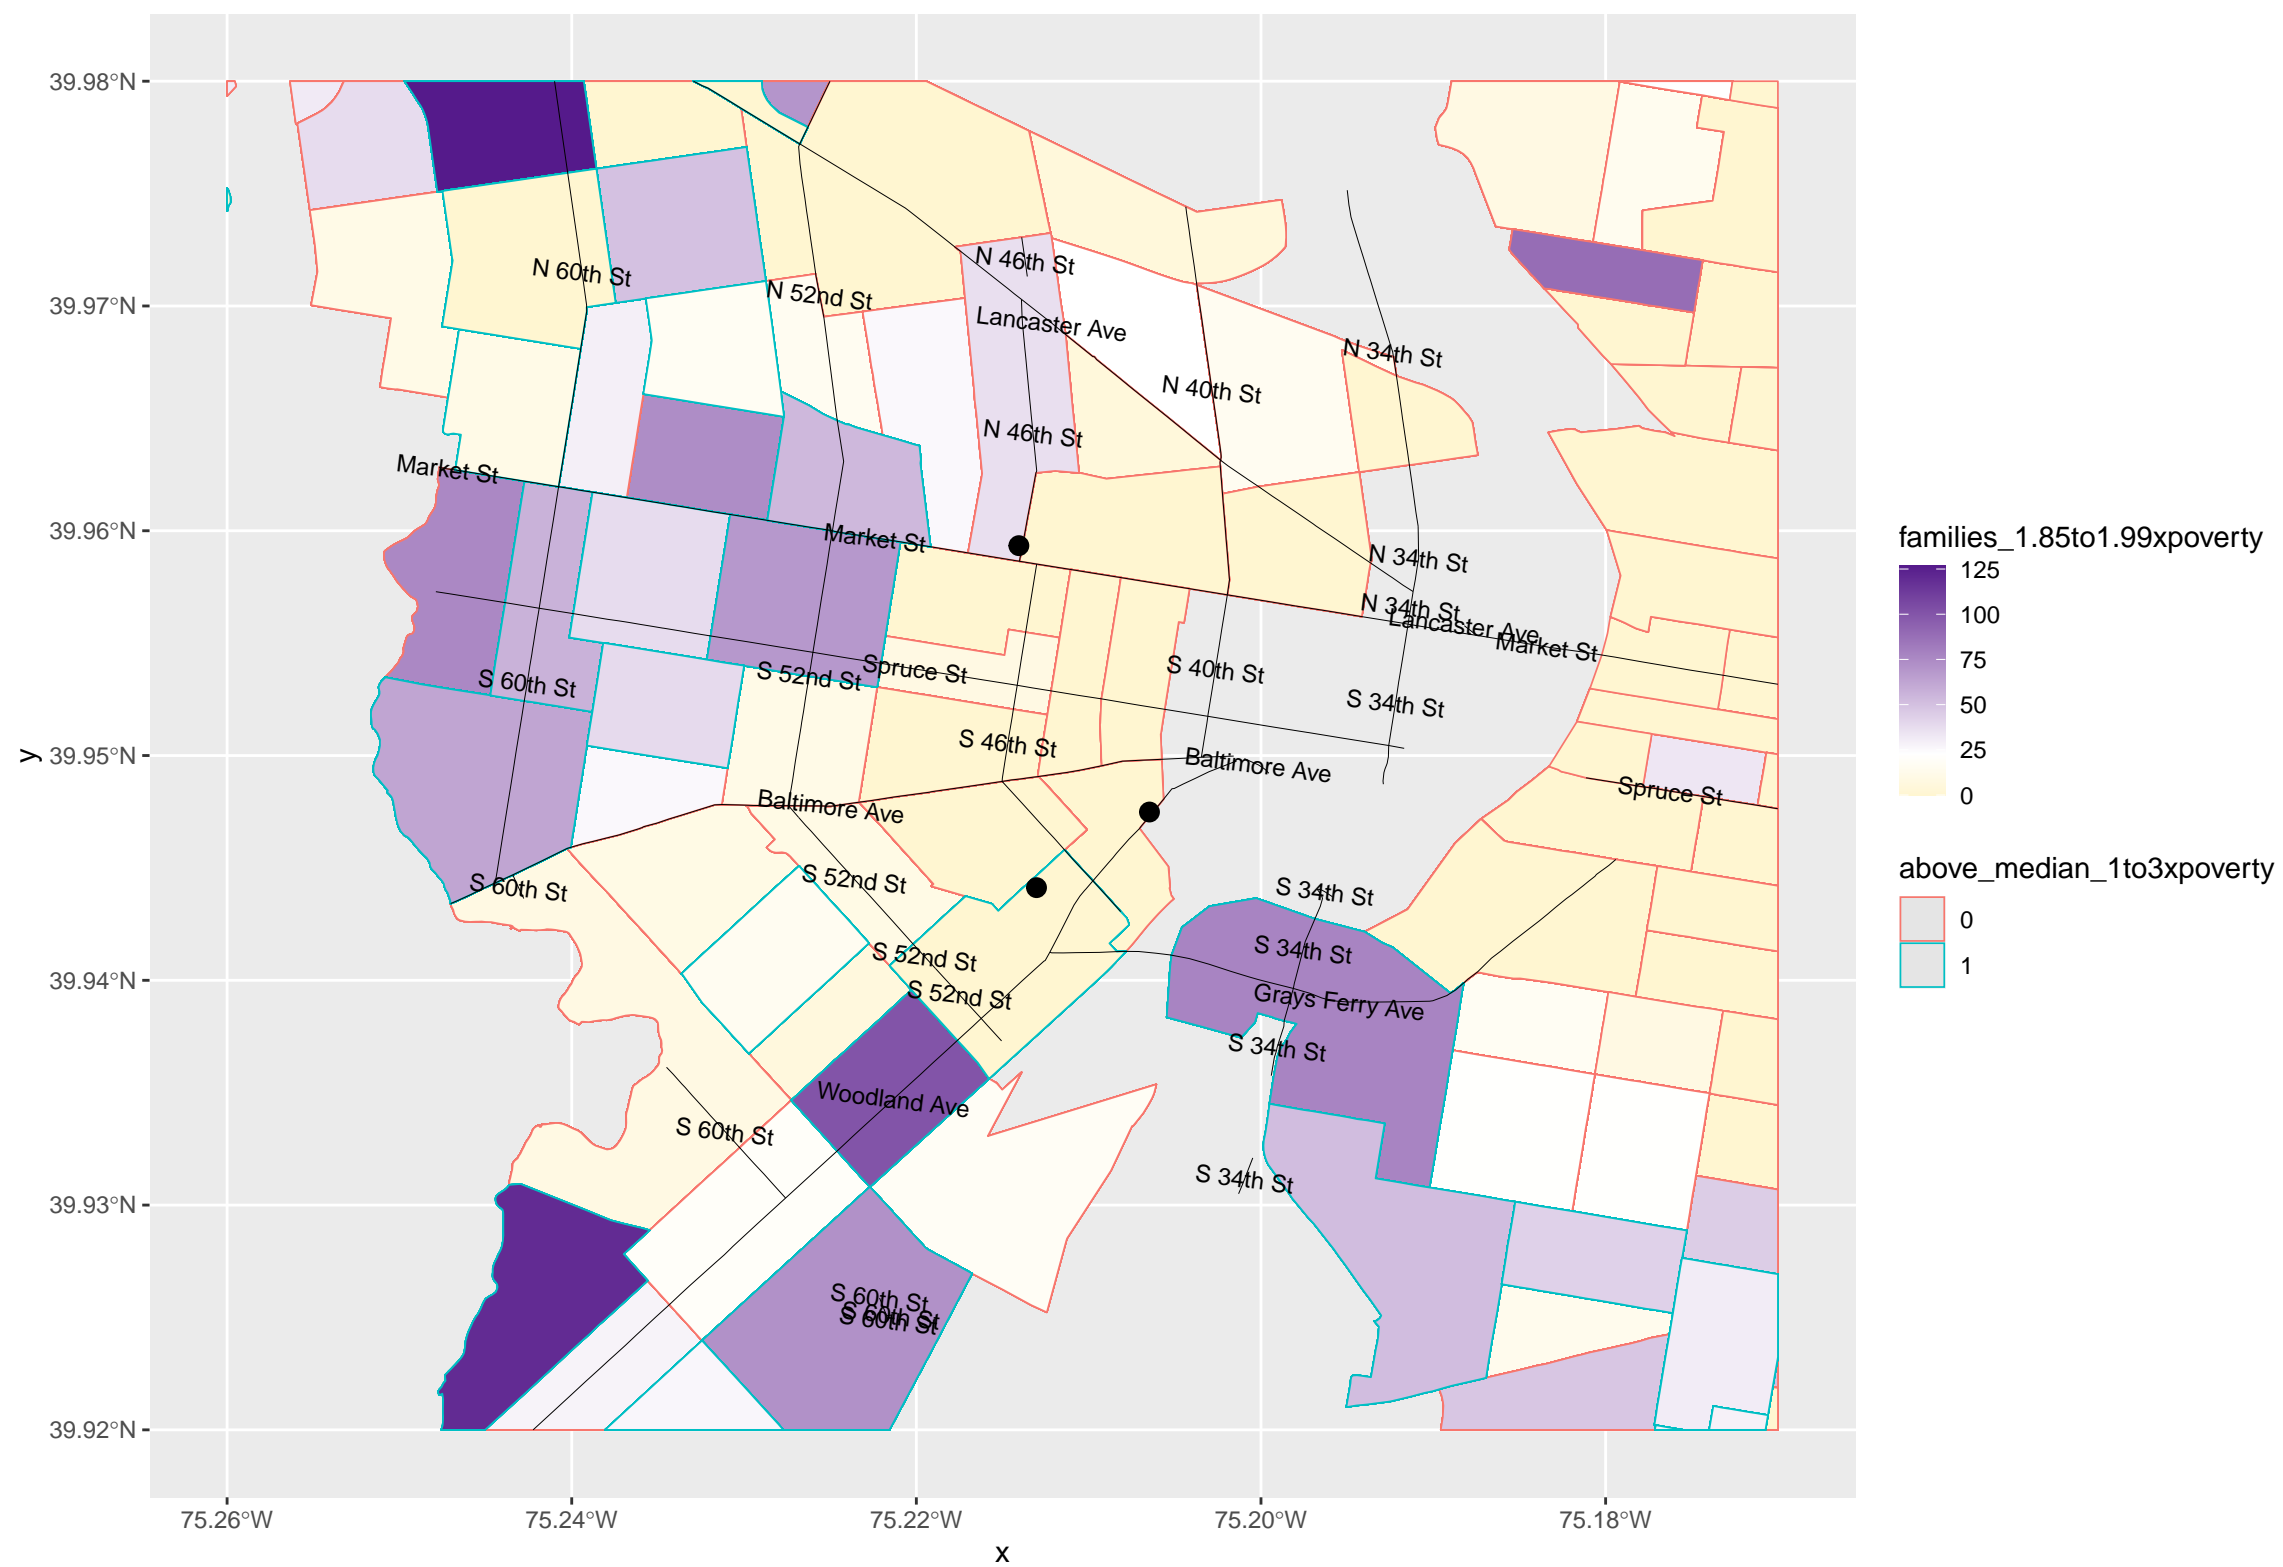 39.98°N
39.97°N
39.96°N
39.95°N
39.94°N
39.93°N
39.92°N
y
75.26°W
75.24°W
75.22°W
75.20°W
75.18°W
x
N 46th St
N 60th St
N 52nd St
Lancaster Ave
N 34th St
N 40th St
N 46th St
Market St
Market St
N 34th St
N 34th St
Lancaster Ave
Market St
Spruce St
S 40th St
S 52nd St
S 60th St
S 34th St
S 46th St
Baltimore Ave
Spruce St
Baltimore Ave
S 52nd St
S 60th St
S 34th St
S 34th St
S 52nd St
S 52nd St
Grays Ferry Ave
S 34th St
Woodland Ave
S 60th St
S 34th St
S 60th St
S 60th St
S 60th St
families_1.85to1.99xpoverty
125
100
75
50
25
0
above_median_1to3xpoverty
0
1